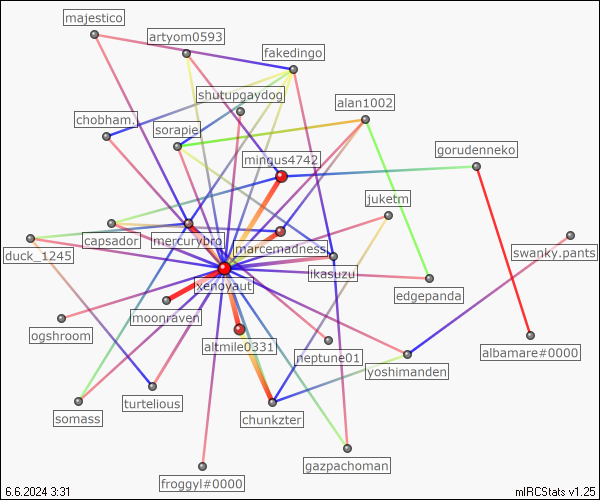 majestico
artyom0593
fakedingo
shutupgaydog
alan1002
chobham.
sorapie
gorudenneko
mingus4742
juketm
capsador
mercurybro
marcenadness
swanky.pants
duck_1245
ikasuzu
xenoyaut
edgepanda
moonraven
ogshroom
altmile0331
neptune01
albamare#0000
lyoshimanden
turtelious
somass
chunkzter
gazpachoman
froggyl#0000
6.6.2024 3:31
mIRCStats v1.25